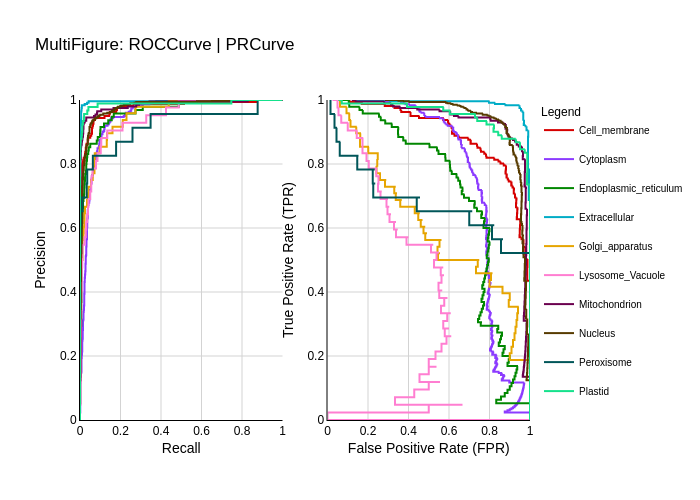 MultiFigure: ROCCurve | PRCurve
Precision
1
0.8
0.6
0.4
0.2
0
0 0.2 0.4 0.6 0.8 1
Recall
True Positive Rate (TPR)
1
0.8
0.6
0.4
0.2
0
0 0.2 0.4 0.6 0.8 1
False Positive Rate (FPR)
Legend
Cell_membrane
Cytoplasm
Endoplasmic_reticulum
Extracellular
Golgi_apparatus
Lysosome_Vacuole
Mitochondrion
Nucleus
Peroxisome
Plastid